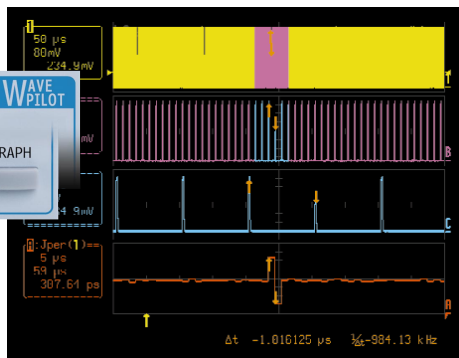 1
50 µs
80mV
234.9mV
WAVE
PILOT
mV
RAPH
B
4.9mV
C
A:Jper(1)
5 µs
59 µs
307.64 ps
A
Δt -1.016125 µs 1/Δt -984.13 kHz